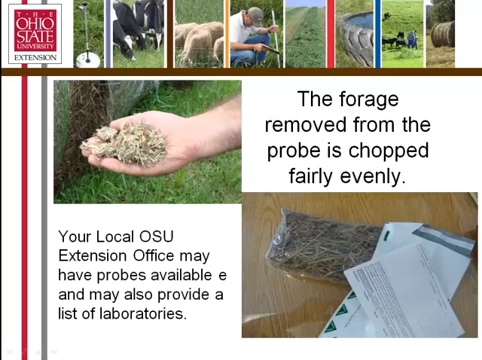 THE
OHIO
STATE
UNIVERSITY
EXTENSION
The forage
removed from the
probe is chopped
fairly evenly.
Your Local OSU
Extension Office may
have probes available e
and may also provide a
list of laboratories.